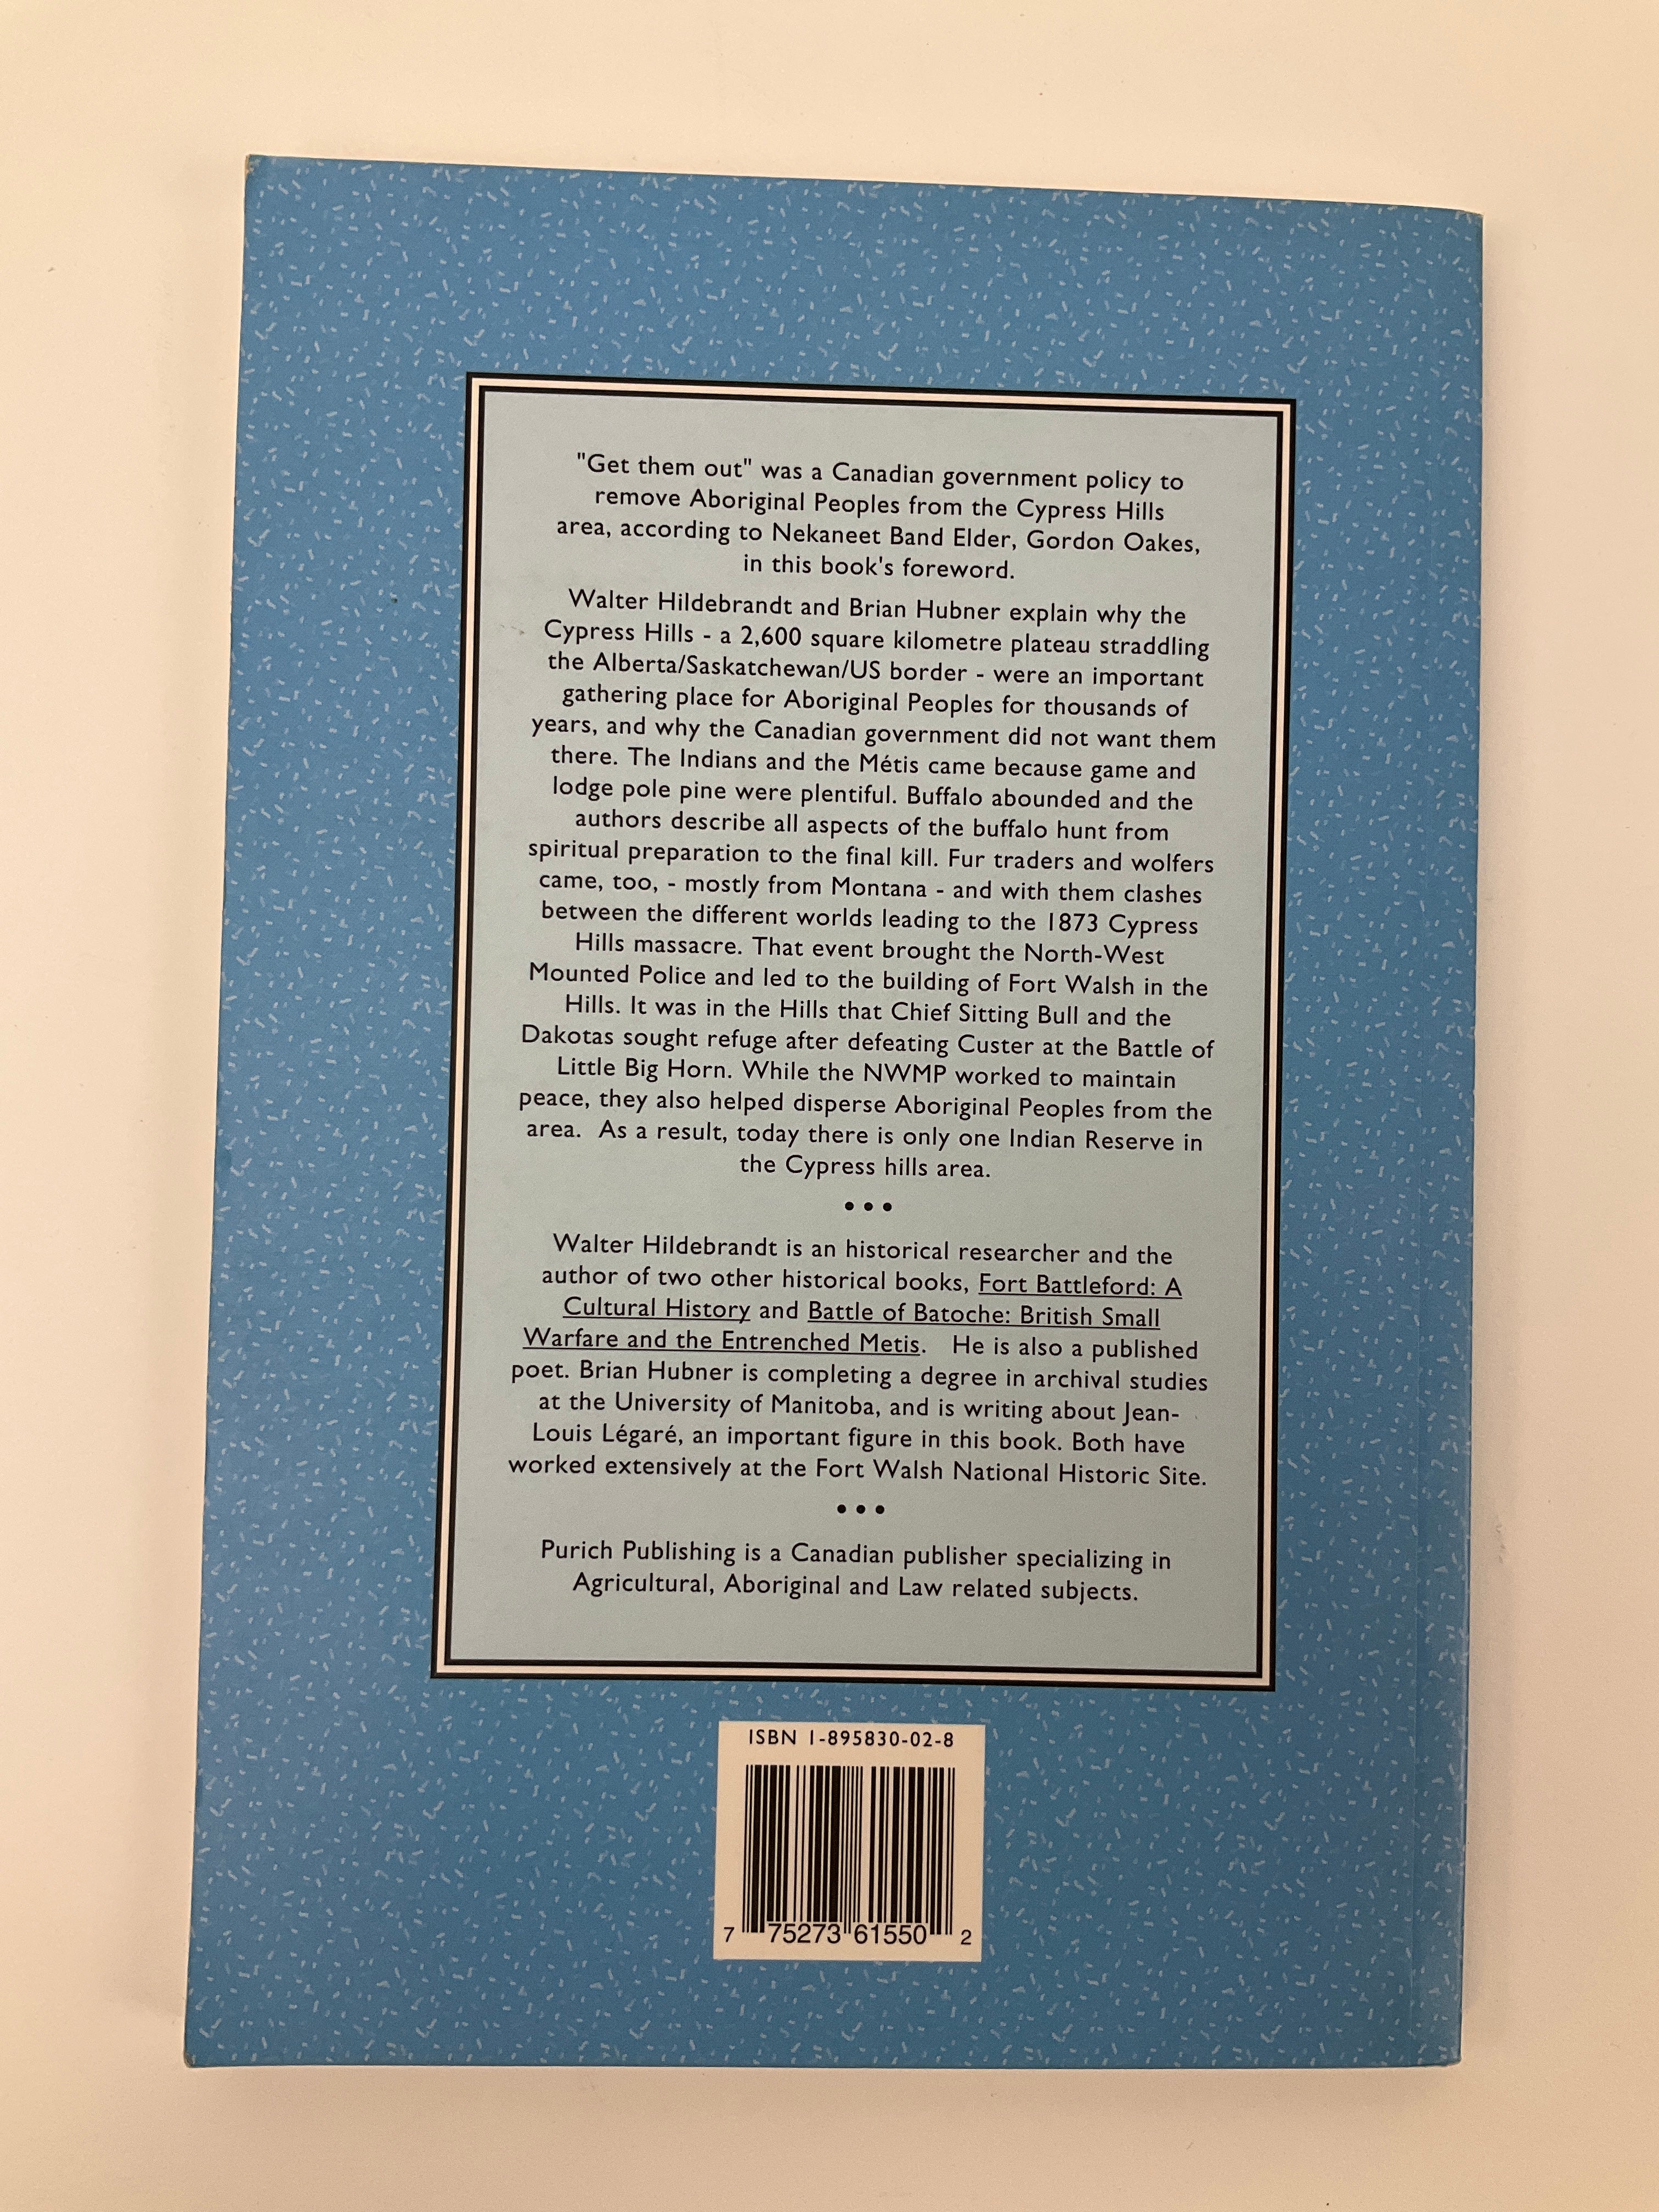 "Get them out" was a Canadian government policy to
remove Aboriginal Peoples from the Cypress Hills
area, according to Nekaneet Band Elder, Gordon Oakes,
in this book's foreword.
Walter Hildebrandt and Brian Hubner explain why the
Cypress Hills - a 2,600 square kilometre plateau straddling
the Alberta/Saskatchewan/US border - were an important
gathering place for Aboriginal Peoples for thousands of
years, and why the Canadian government did not want them
there. The Indians and the Métis came because game and
lodge pole pine were plentiful. Buffalo abounded and the
authors describe all aspects of the buffalo hunt from
spiritual preparation to the final kill. Fur traders and wolfers
came, too, - mostly from Montana - and with them clashes
between the different worlds leading to the 1873 Cypress
Hills massacre. That event brought the North-West
Mounted Police and led to the building of Fort Walsh in the
Hills. It was in the Hills that Chief Sitting Bull and the
Dakotas sought refuge after defeating Custer at the Battle of
Little Big Horn. While the NWMP worked to maintain
peace, they also helped disperse Aboriginal Peoples from the
area. As a result, today there is only one Indian Reserve in
the Cypress hills area.
•••
Walter Hildebrandt is an historical researcher and the
author of two other historical books, Fort Battleford: A
Cultural History and Battle of Batoche: British Small
Warfare and the Entrenched Metis. He is also a published
poet. Brian Hubner is completing a degree in archival studies
at the University of Manitoba, and is writing about Jean-
Louis Légaré, an important figure in this book. Both have
worked extensively at the Fort Walsh National Historic Site.
•••
Purich Publishing is a Canadian publisher specializing in
Agricultural, Aboriginal and Law related subjects.
ISBN 1-895830-02-8
7 75273 61550 2